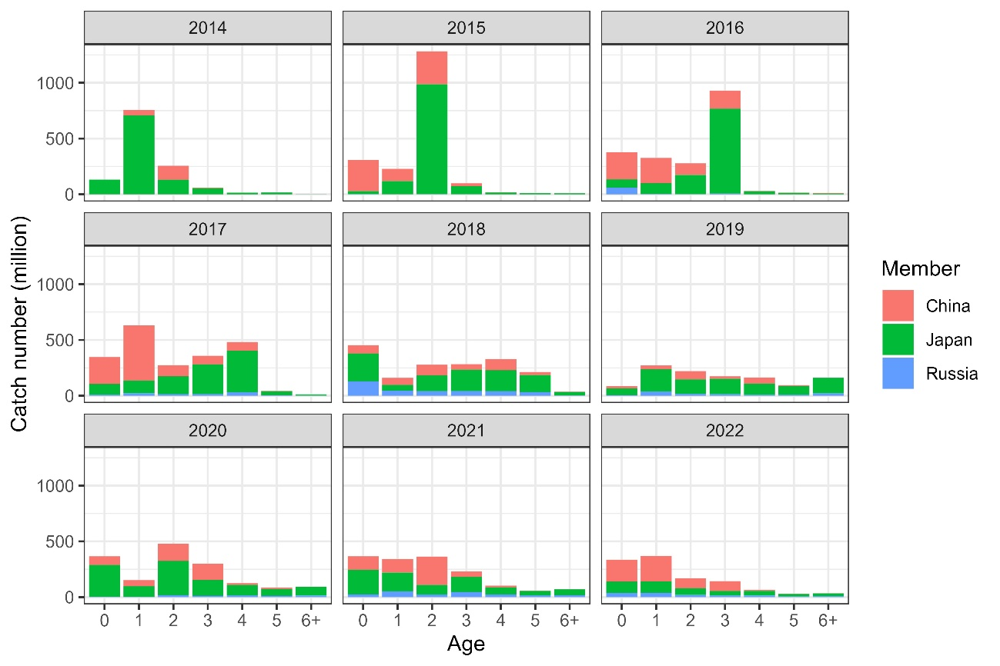 2014 2015 2016
1000
500
0
2017 2018 2019
1000
500
0
2020 2021 2022
1000
500
0
0 1 2 3 4 5 6+ 0 1 2 3 4 5 6+ 0 1 2 3 4 5 6+
Age
Catch number (million)
Member
China
Japan
Russia